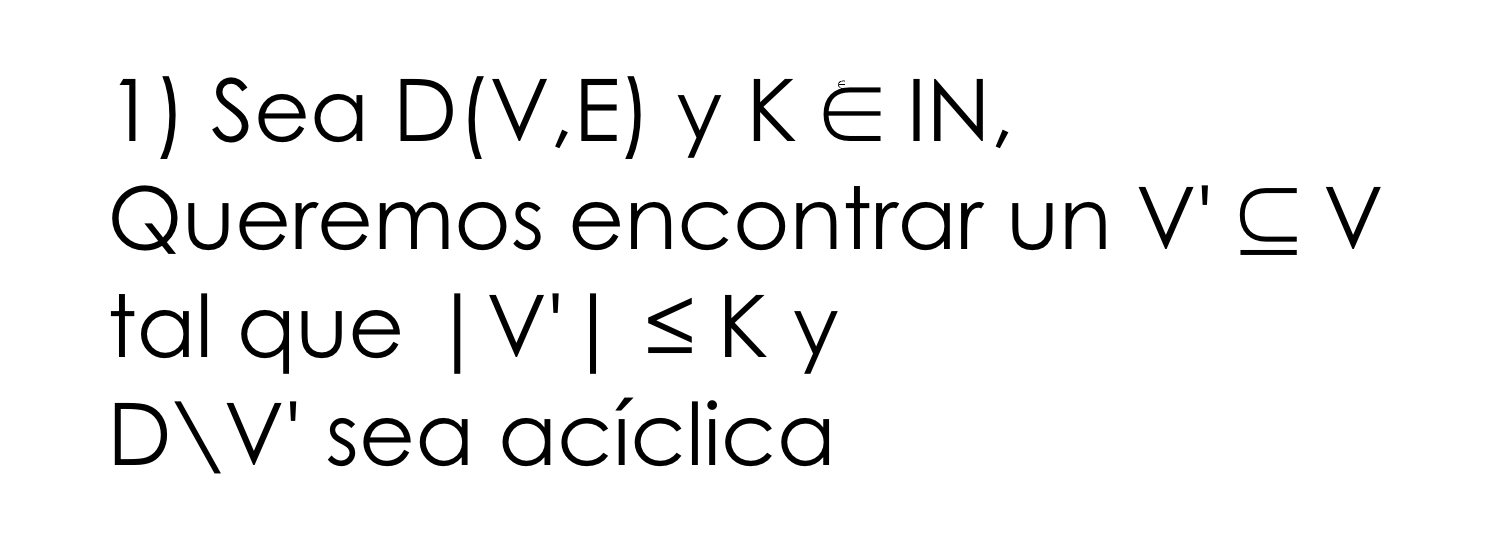 1) Sea D(V,E) y K ∈ IN,
Queremos encontrar un V' ⊆ V
tal que |V'| ≤ K y
D\V' sea acíclica